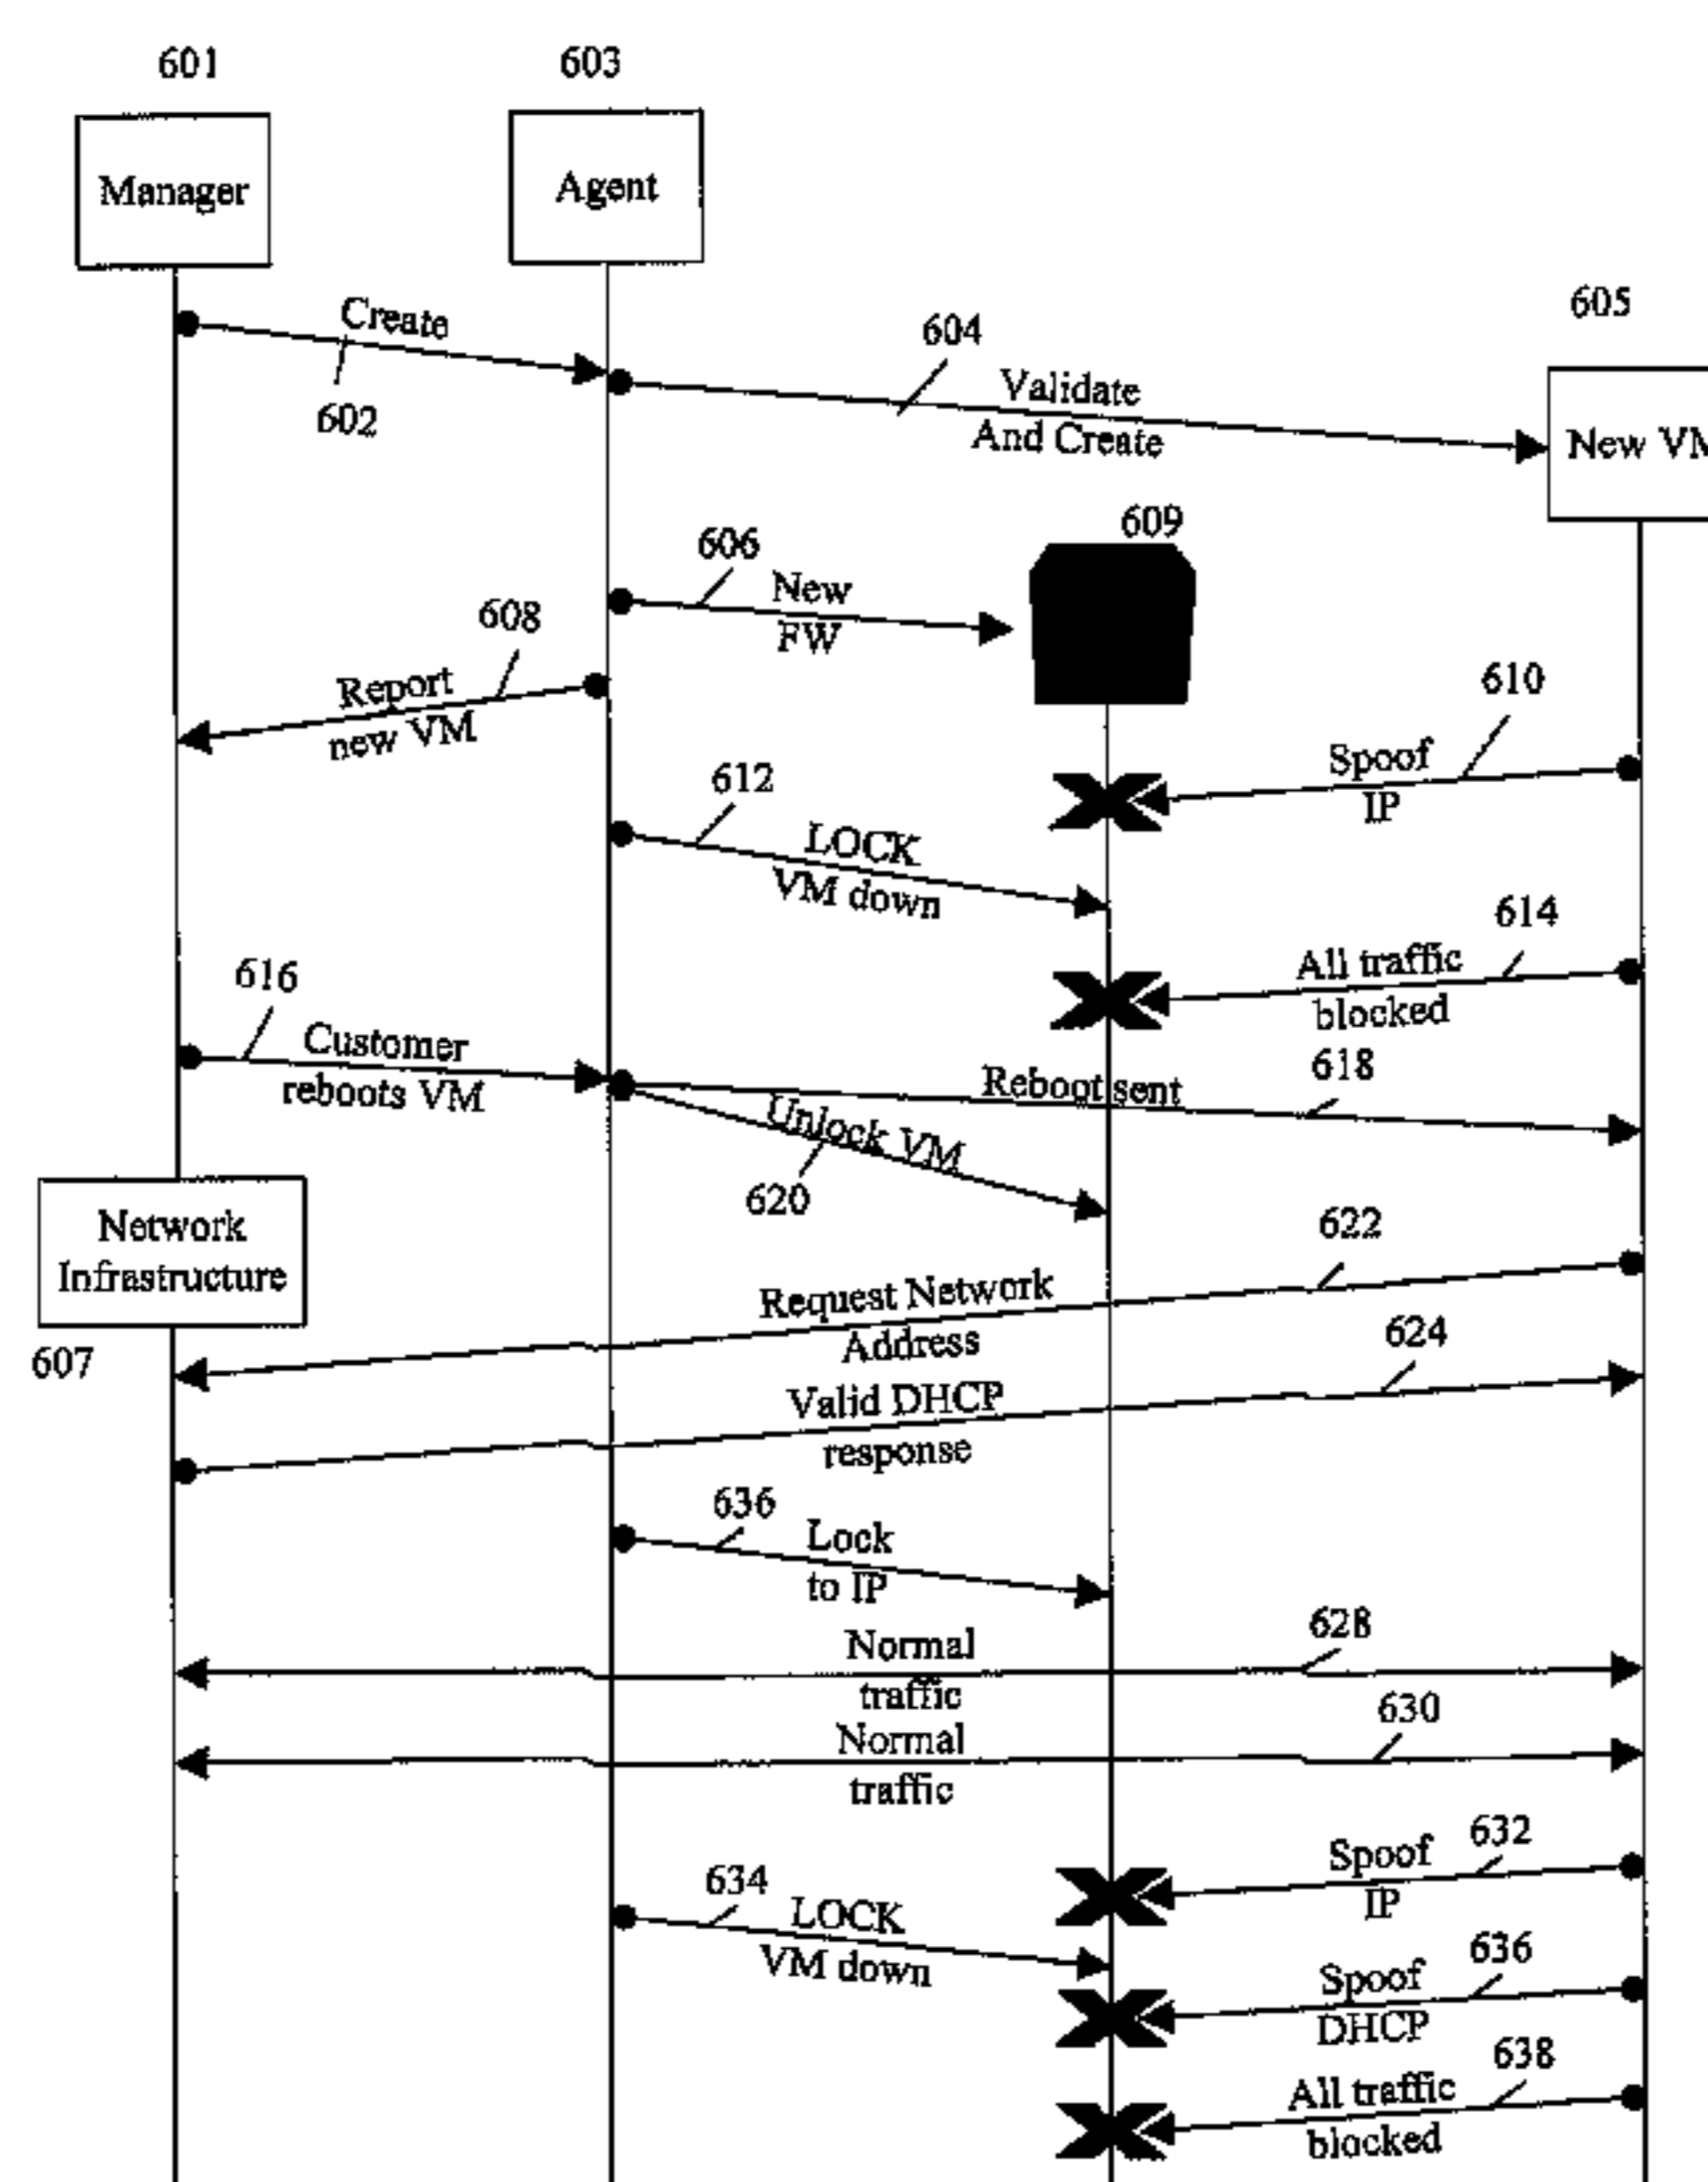 601
603
Manager
Agent
605
Create
602
604
Validate
And Create
New VM
609
606
New
FW
608
Report
new VM
610
Spoof
IP
612
LOCK
VM down
614
All traffic
blocked
616
Customer
reboots VM
618
Reboot sent
Unlock VM
620
Network
Infrastructure
607
622
Request Network
Address
624
Valid DHCP
response
636
Lock
to IP
628
Normal
traffic
630
Normal
traffic
632
Spoof
IP
634
LOCK
VM down
636
Spoof
DHCP
638
All traffic
blocked